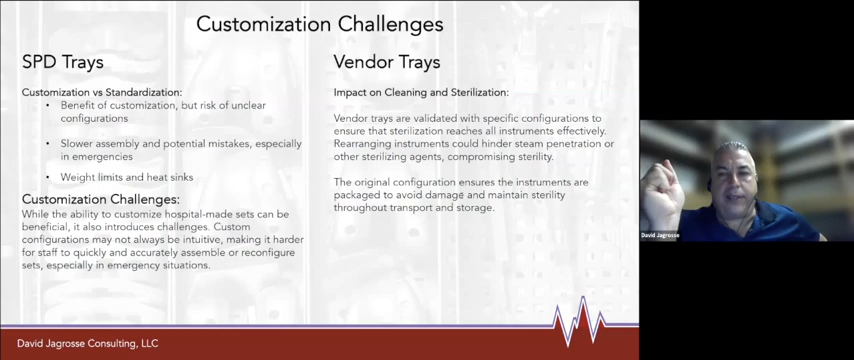 Customization Challenges
SPD Trays
Customization vs Standardization:
• Benefit of customization, but risk of unclear
configurations
• Slower assembly and potential mistakes, especially
in emergencies
• Weight limits and heat sinks
Customization Challenges:
While the ability to customize hospital-made sets can be
beneficial, it also introduces challenges. Custom
configurations may not always be intuitive, making it harder
for staff to quickly and accurately assemble or reconfigure
sets, especially in emergency situations.
Vendor Trays
Impact on Cleaning and Sterilization:
Vendor trays are validated with specific configurations to
ensure that sterilization reaches all instruments effectively.
Rearranging instruments could hinder steam penetration or
other sterilizing agents, compromising sterility.
The original configuration ensures the instruments are
packaged to avoid damage and maintain sterility
throughout transport and storage.
David Jagrosse
David Jagrosse Consulting, LLC